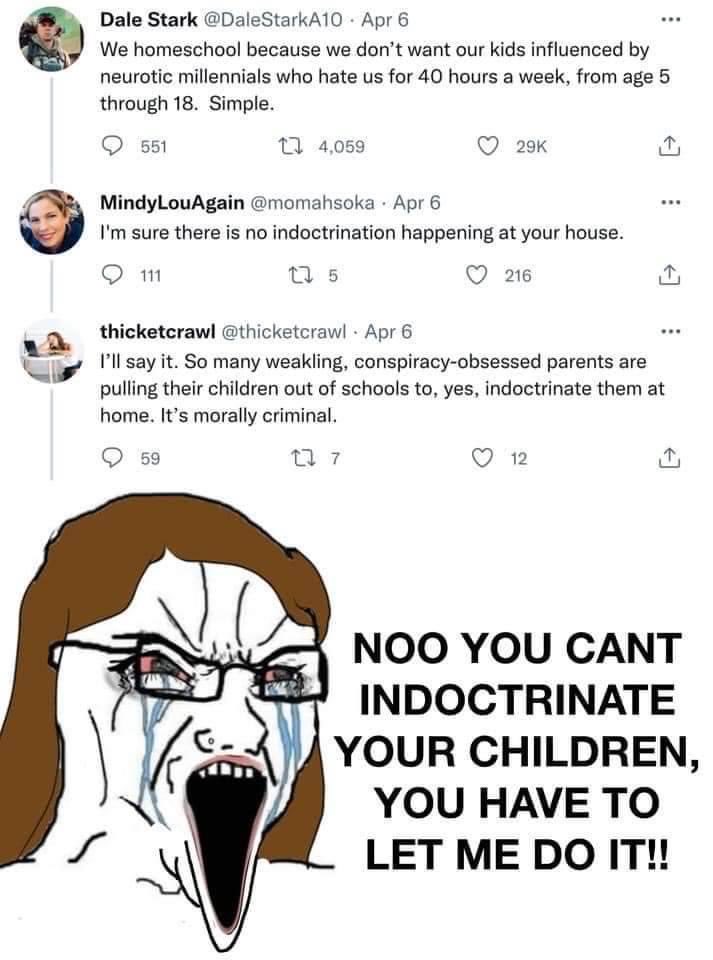 Dale Stark @DaleStarkA10 · Apr 6
We homeschool because we don’t want our kids influenced by
neurotic millennials who hate us for 40 hours a week, from age 5
through 18.  Simple.
551 4,059 29K
MindyLouAgain @momahsoka · Apr 6
I'm sure there is no indoctrination happening at your house.
111 5 216
thicketcrawl @thicketcrawl · Apr 6
I’ll say it. So many weakling, conspiracy-obsessed parents are
pulling their children out of schools to, yes, indoctrinate them at
home. It’s morally criminal.
59 7 12
NOO YOU CANT
INDOCTRINATE
YOUR CHILDREN,
YOU HAVE TO
LET ME DO IT!!